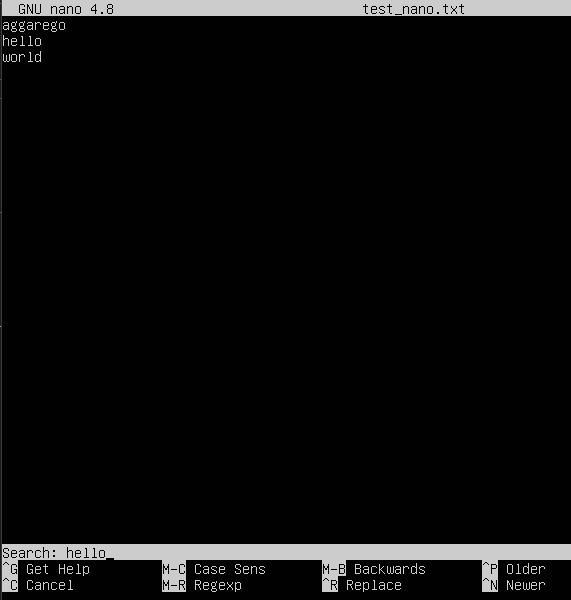 GNU nano 4.8 test_nano.txt
aggarego
hello
world
Search: hello_
^G Get Help M-C Case Sens M-B Backwards ^P Older
^C Cancel M-R Regexp ^R Replace ^N Newer